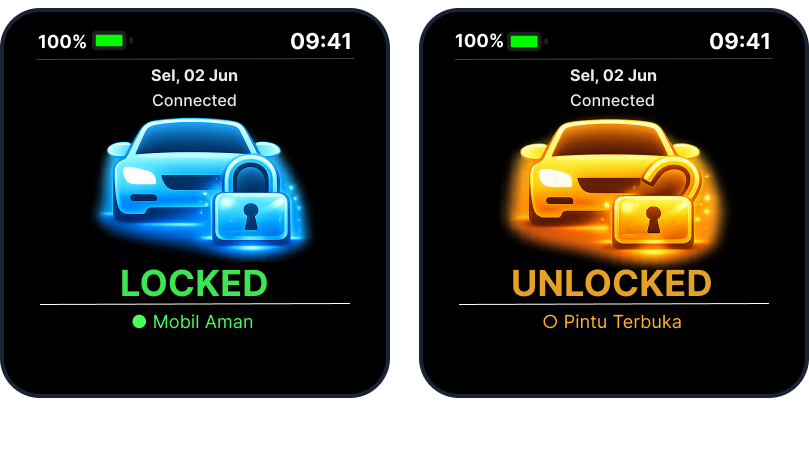 100%
09:41
Sel, 02 Jun
Connected
LOCKED
Mobil Aman
100%
09:41
Sel, 02 Jun
Connected
UNLOCKED
Pintu Terbuka